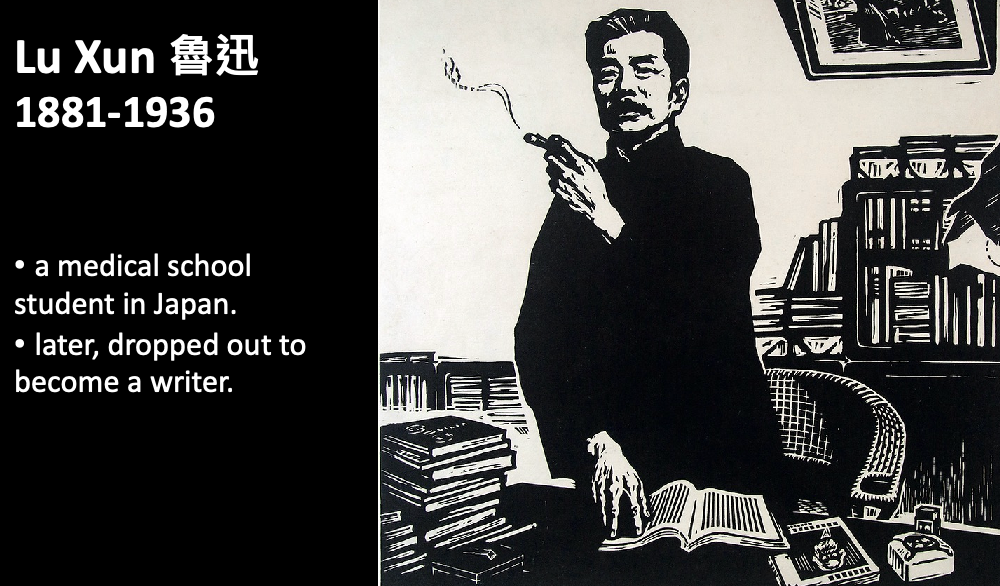 Lu Xun 魯迅
1881-1936
• a medical school
student in Japan.
• later, dropped out to
become a writer.